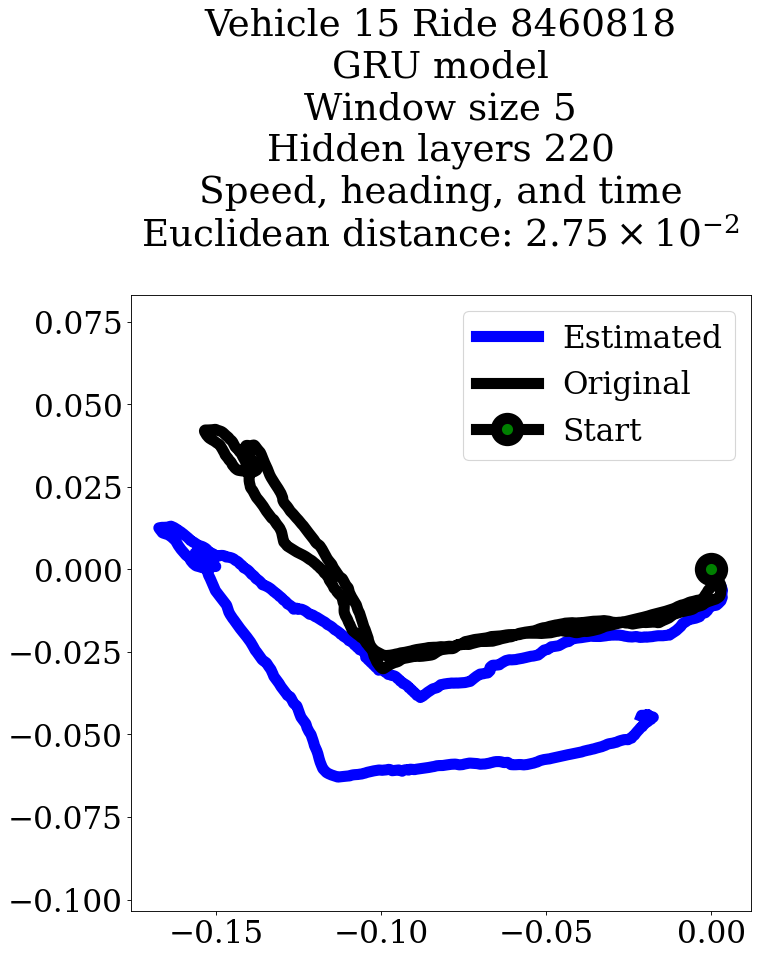 Vehicle 15 Ride 8460818
GRU model
Window size 5
Hidden layers 220
Speed, heading, and time
Euclidean distance: 2.75 × 10⁻²
Estimated
Original
Start
0.075
0.050
0.025
0.000
−0.025
−0.050
−0.075
−0.100
−0.15 −0.10 −0.05 0.00